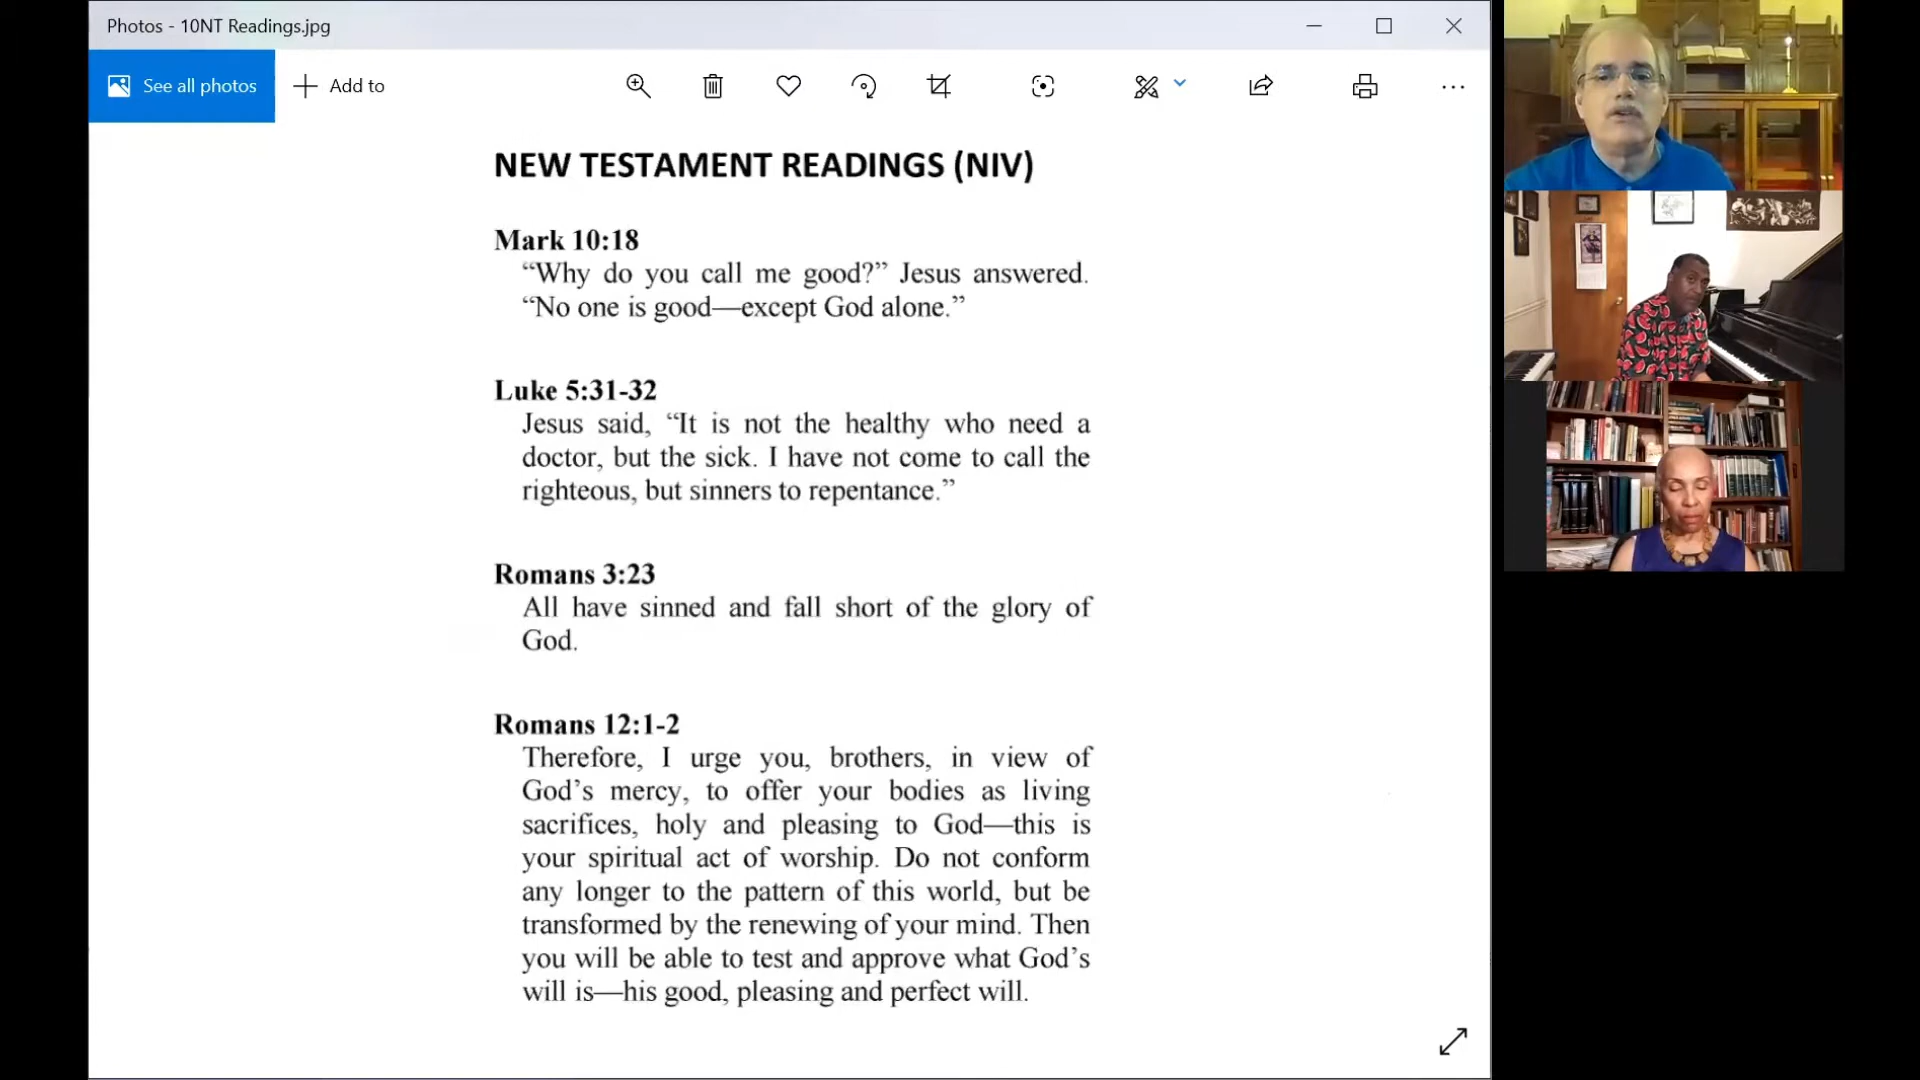 Photos - 10NT Readings.jpg
See all photos
Add to
NEW TESTAMENT READINGS (NIV)
Mark 10:18
“Why do you call me good?” Jesus answered.
“No one is good—except God alone.”
Luke 5:31-32
Jesus said, “It is not the healthy who need a
doctor, but the sick. I have not come to call the
righteous, but sinners to repentance.”
Romans 3:23
All have sinned and fall short of the glory of
God.
Romans 12:1-2
Therefore, I urge you, brothers, in view of
God’s mercy, to offer your bodies as living
sacrifices, holy and pleasing to God—this is
your spiritual act of worship. Do not conform
any longer to the pattern of this world, but be
transformed by the renewing of your mind. Then
you will be able to test and approve what God’s
will is—his good, pleasing and perfect will.